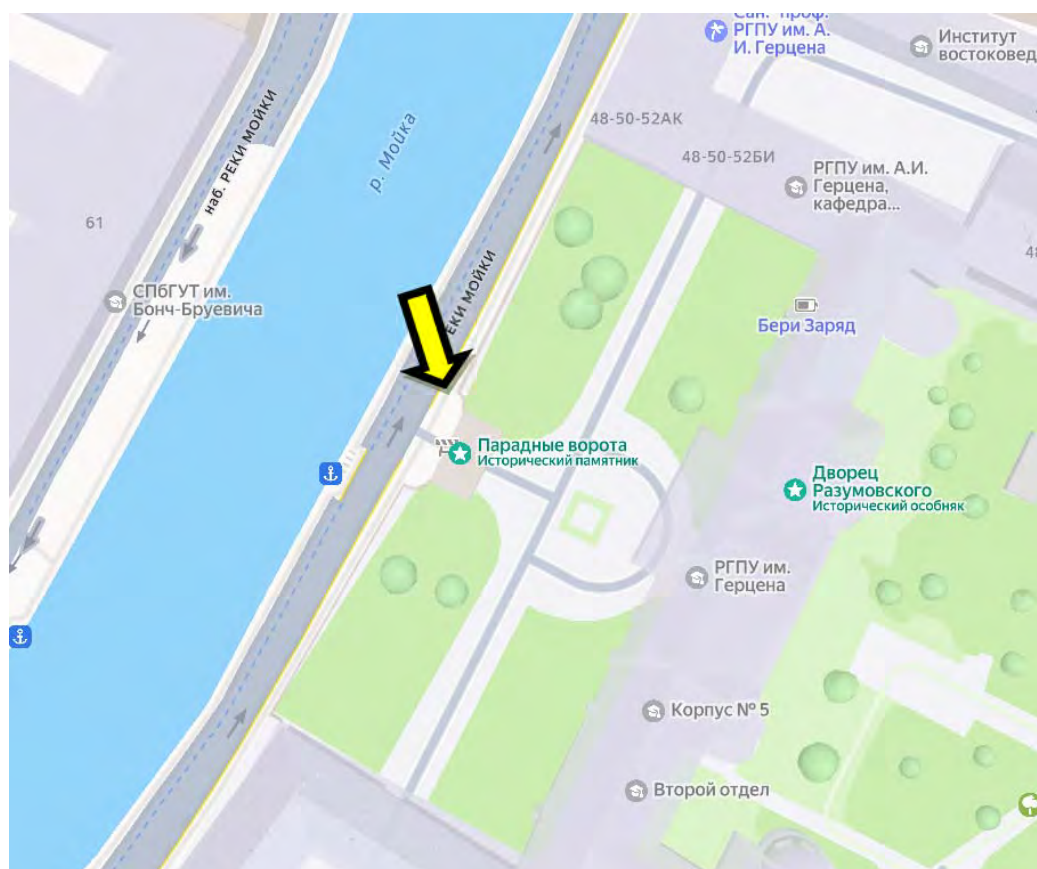 Сан.-проф.
РГПУ им. А.
И. Герцена
Институт
востоковед
48-50-52АК
48-50-52БИ
РГПУ им. А.И.
Герцена,
кафедра...
наб. РЕКИ МОЙКИ
р. Мойка
61
48
СПбГУТ им.
Бонч-Бруевича
РЕКИ МОЙКИ
Бери Заряд
Парадные ворота
Исторический памятник
Дворец
Разумовского
Исторический особняк
РГПУ им.
Герцена
Корпус № 5
Второй отдел